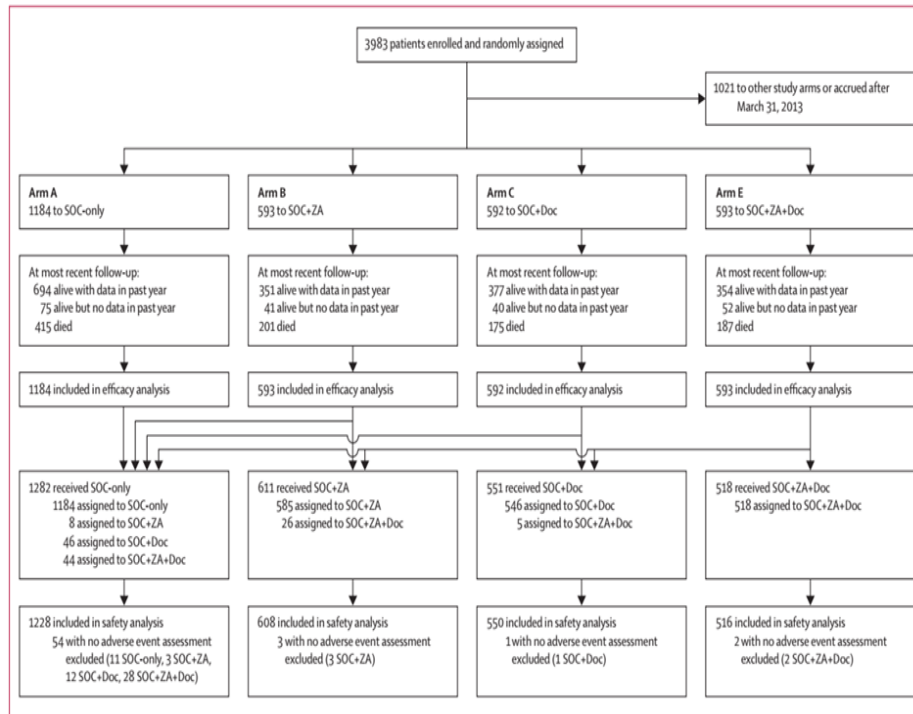 3983 patients enrolled and randomly assigned
1021 to other study arms or accrued after
March 31, 2013
Arm A
1184 to SOC-only
Arm B
593 to SOC+ZA
Arm C
592 to SOC+Doc
Arm E
593 to SOC+ZA+Doc
At most recent follow-up:
694 alive with data in past year
75 alive but no data in past year
415 died
At most recent follow-up:
351 alive with data in past year
41 alive but no data in past year
201 died
At most recent follow-up:
377 alive with data in past year
40 alive but no data in past year
175 died
At most recent follow-up:
354 alive with data in past year
52 alive but no data in past year
187 died
1184 included in efficacy analysis
593 included in efficacy analysis
592 included in efficacy analysis
593 included in efficacy analysis
1282 received SOC-only
1184 assigned to SOC-only
8 assigned to SOC+ZA
46 assigned to SOC+Doc
44 assigned to SOC+ZA+Doc
611 received SOC+ZA
585 assigned to SOC+ZA
26 assigned to SOC+ZA+Doc
551 received SOC+Doc
546 assigned to SOC+Doc
5 assigned to SOC+ZA+Doc
518 received SOC+ZA+Doc
518 assigned to SOC+ZA+Doc
1228 included in safety analysis
54 with no adverse event assessment
excluded (11 SOC-only, 3 SOC+ZA,
12 SOC+Doc, 28 SOC+ZA+Doc)
608 included in safety analysis
3 with no adverse event assessment
excluded (3 SOC+ZA)
550 included in safety analysis
1 with no adverse event assessment
excluded (1 SOC+Doc)
516 included in safety analysis
2 with no adverse event assessment
excluded (2 SOC+ZA+Doc)